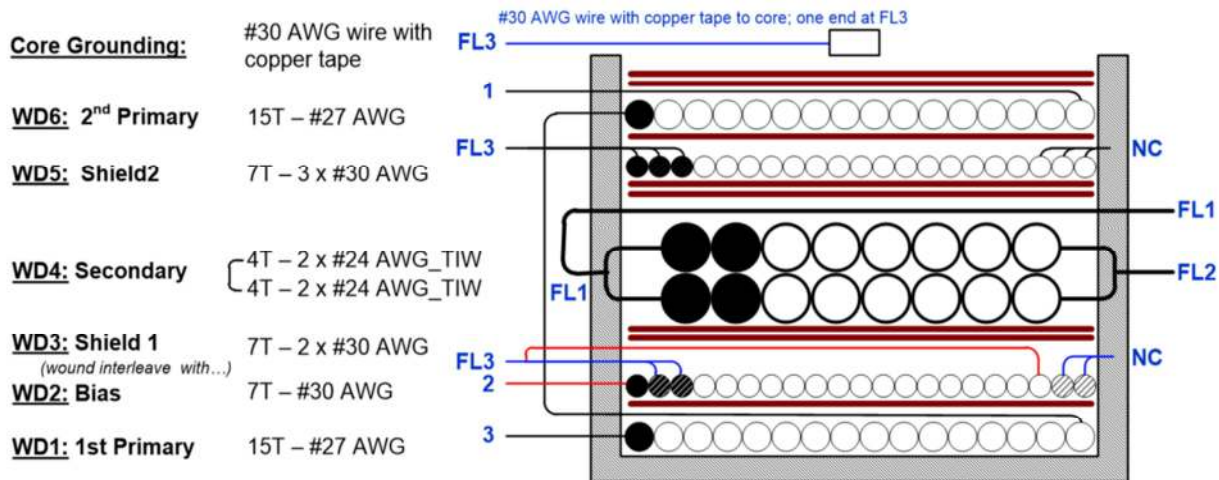 #30 AWG wire with copper tape to core; one end at FL3
Core Grounding:
#30 AWG wire with
copper tape
FL3
1
WD6: 2nd Primary
15T – #27 AWG
FL3
NC
WD5: Shield2
7T – 3 x #30 AWG
FL1
WD4: Secondary
4T – 2 x #24 AWG_TIW
4T – 2 x #24 AWG_TIW
FL1
FL2
WD3: Shield 1
7T – 2 x #30 AWG
(wound interleave with…)
FL3
NC
2
WD2: Bias
7T – #30 AWG
3
WD1: 1st Primary
15T – #27 AWG